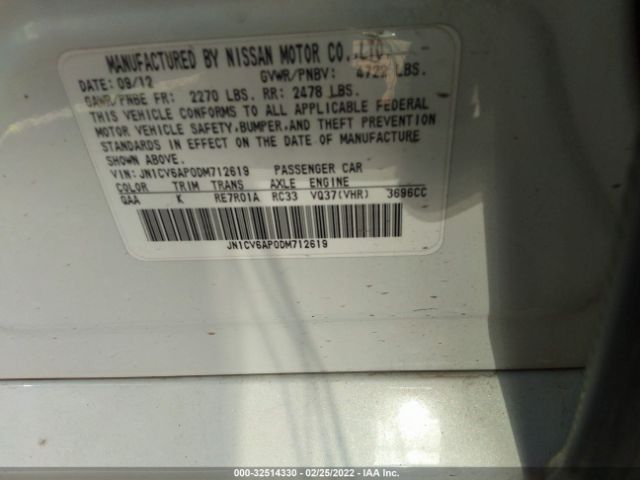 MANUFACTURED BY NISSAN MOTOR CO.,LTD
DATE: 09/12 GVWR/PNBV: 4722 LBS.
GAWR/PNBE FR: 2270 LBS. RR: 2478 LBS.
THIS VEHICLE CONFORMS TO ALL APPLICABLE FEDERAL
MOTOR VEHICLE SAFETY,BUMPER,AND THEFT PREVENTION
STANDARDS IN EFFECT ON THE DATE OF MANUFACTURE
SHOWN ABOVE.
VIN: JN1CV6AP0DM712619 PASSENGER CAR
COLOR TRIM TRANS AXLE ENGINE
QAA K RE7R01A RC33 VQ37(VHR) 3696CC
JN1CV6AP0DM712619
000-32514330 - 02/25/2022 - IAA Inc.